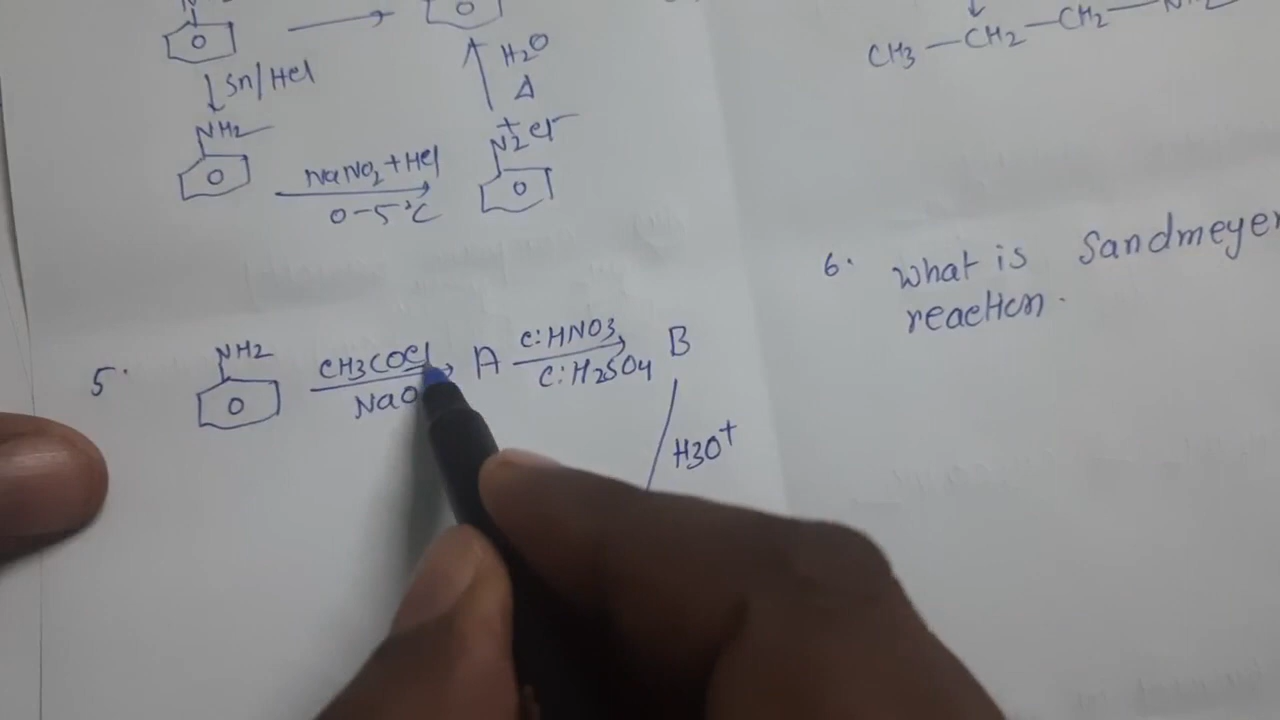 Sn/HCl
H2O
Δ
CH3—CH2—CH2—NH2
NH2
NaNO2+HCl
0-5°C
N2+Cl-
5.
NH2
CH3COCl
A
C:HNO3
C:H2SO4
B
H3O+
6. What is Sandmeyer
reaction.